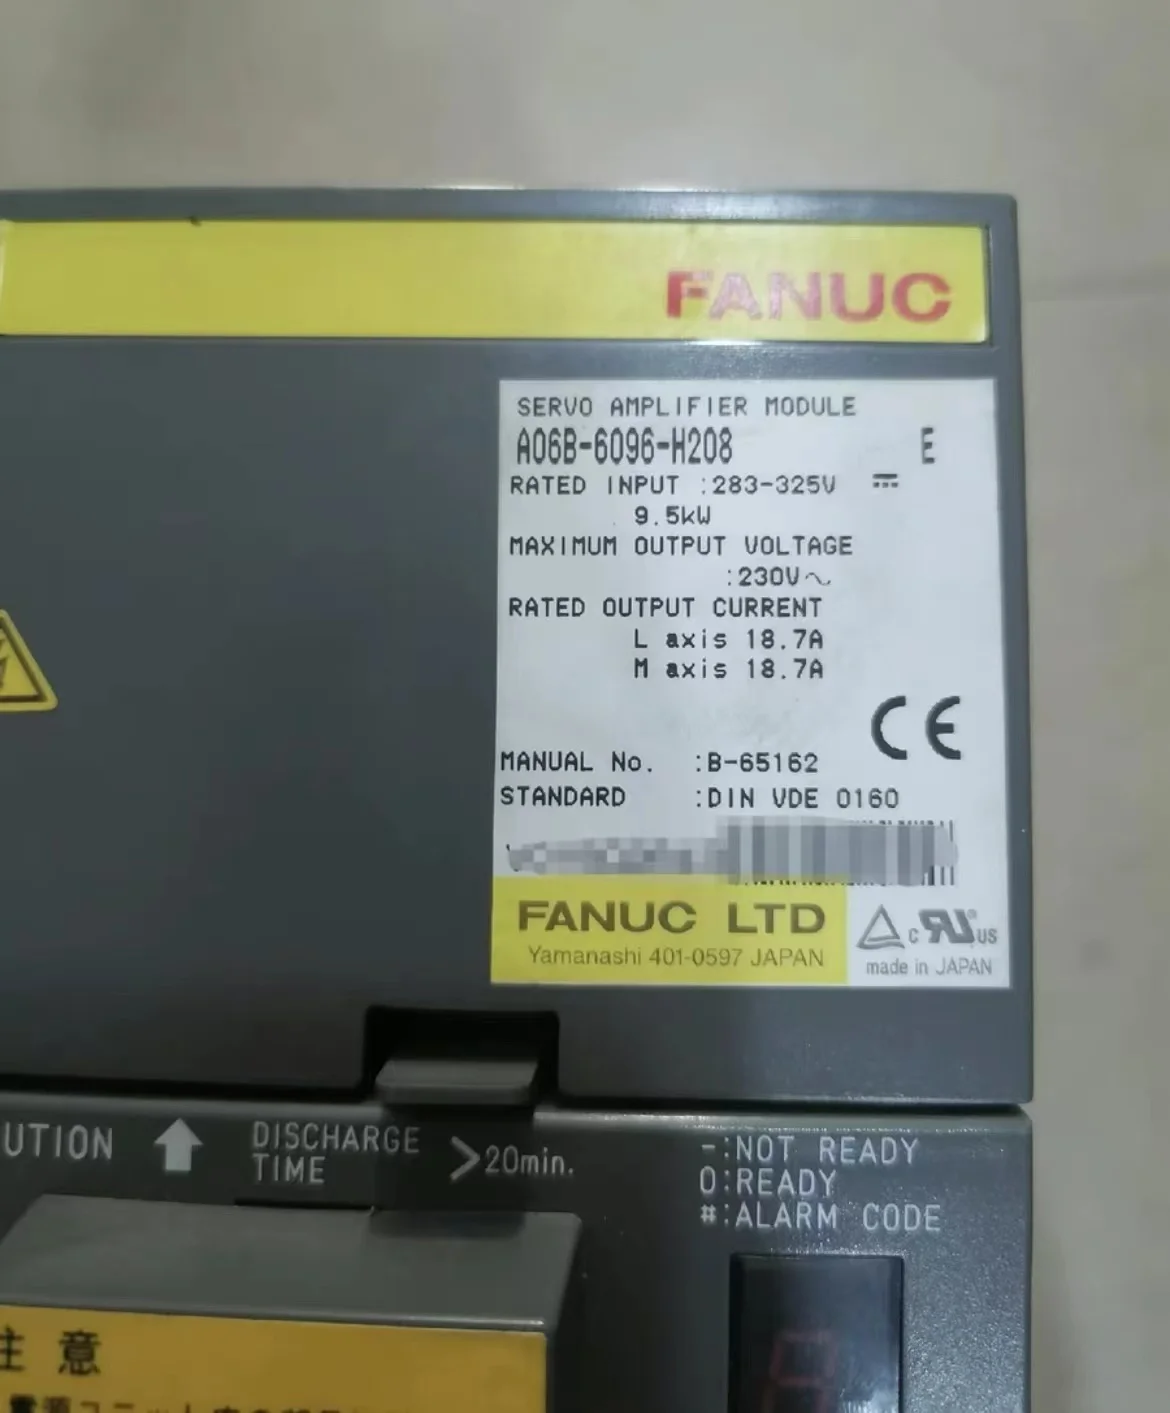 FANUC
SERVO AMPLIFIER MODULE
A06B-6096-H208 E
RATED INPUT :283-325V
9.5kW
MAXIMUM OUTPUT VOLTAGE
:230V～
RATED OUTPUT CURRENT
L axis 18.7A
M axis 18.7A
CE
MANUAL No. :B-65162
STANDARD :DIN VDE 0160
FANUC LTD
Yamanashi 401-0597 JAPAN
c RU US
made in JAPAN
UTION
DISCHARGE
TIME
>20min.
-:NOT READY
0:READY
#:ALARM CODE
注意